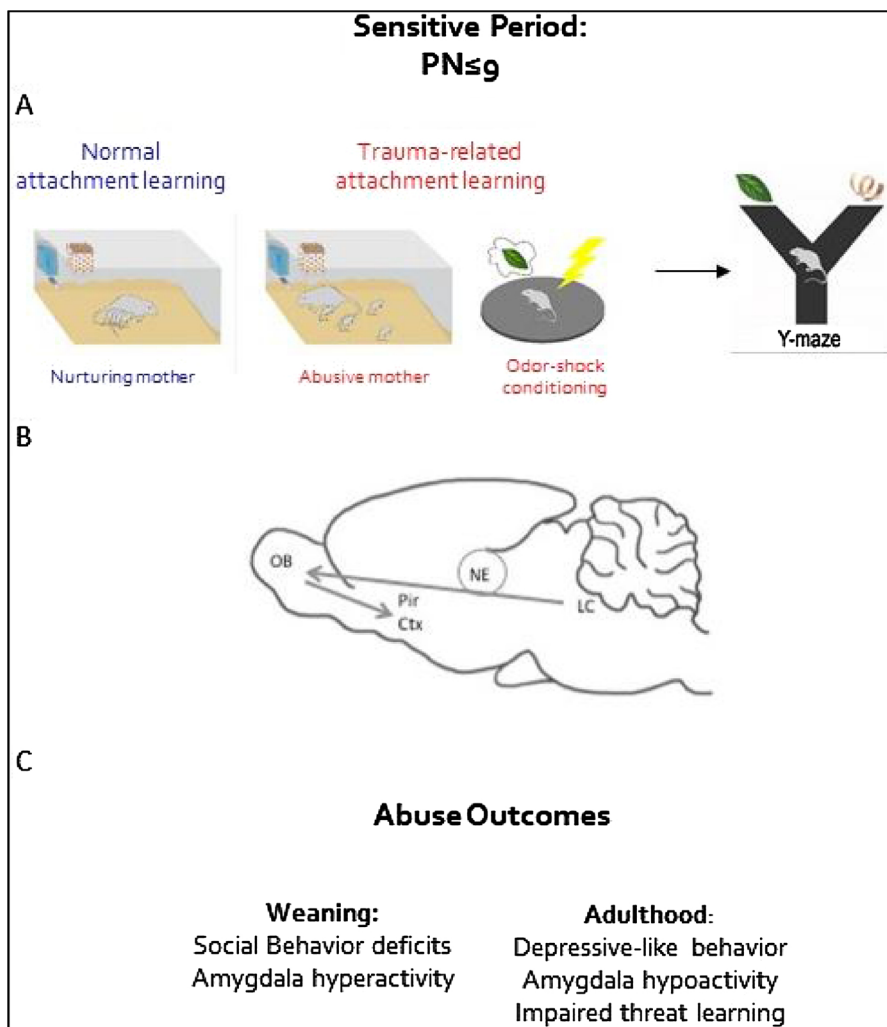 Sensitive Period:
PN≤9
A
Normal
attachment learning
Trauma-related
attachment learning
Nurturing mother
Abusive mother
Odor-shock
conditioning
Y-maze
B
OB
NE
Pir
Ctx
LC
C
Abuse Outcomes
Weaning:
Social Behavior deficits
Amygdala hyperactivity
Adulthood:
Depressive-like behavior
Amygdala hypoactivity
Impaired threat learning